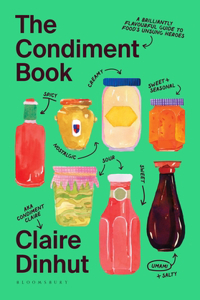 The
Condiment
Book
A BRILLIANTLY
FLAVOURFUL GUIDE TO
FOOD'S UNSUNG HEROES
CREAMY
SWEET +
SEASONAL
SPICY
NOSTALGIC
SOUR
SWEET
AKA
CONDIMENT
CLAIRE
Claire
Dinhut
UMAMI
+ SALTY
BLOOMSBURY